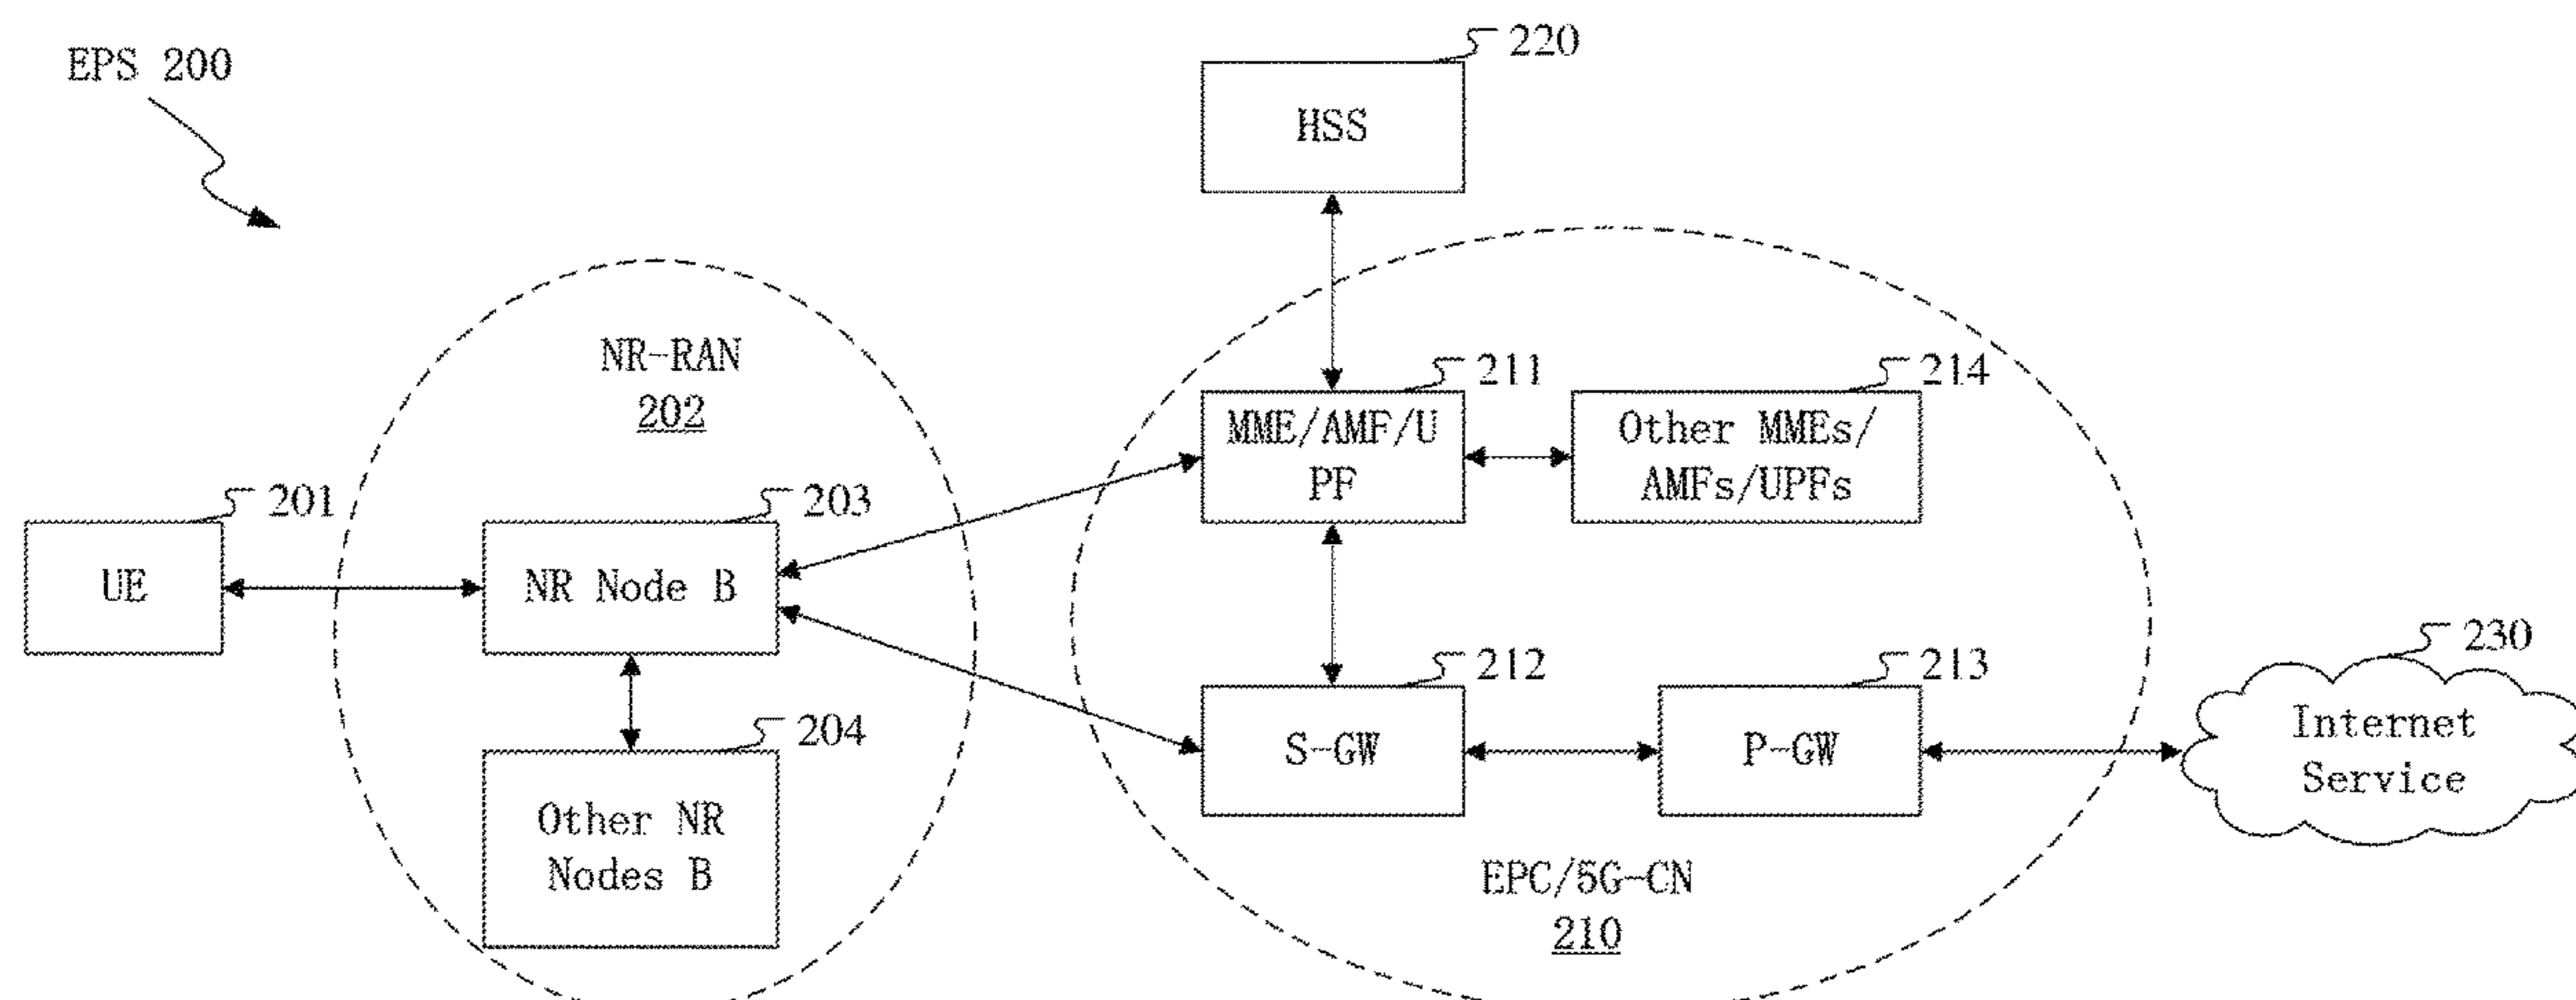 EPS 200
220
HSS
NR-RAN
202
211
214
MME/AMF/U
PF
Other MMEs/
AMFs/UPFs
201
203
UE
NR Node B
212
213
230
204
S-GW
P-GW
Internet
Service
Other NR
Nodes B
EPC/5G-CN
210